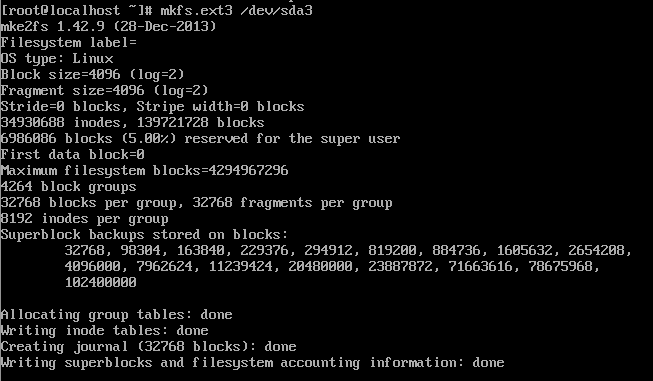 [root@localhost ~]# mkfs.ext3 /dev/sda3
mke2fs 1.42.9 (28-Dec-2013)
Filesystem label=
OS type: Linux
Block size=4096 (log=2)
Fragment size=4096 (log=2)
Stride=0 blocks, Stripe width=0 blocks
34930688 inodes, 139721728 blocks
6986086 blocks (5.00%) reserved for the super user
First data block=0
Maximum filesystem blocks=4294967296
4264 block groups
32768 blocks per group, 32768 fragments per group
8192 inodes per group
Superblock backups stored on blocks:
32768, 98304, 163840, 229376, 294912, 819200, 884736, 1605632, 2654208,
4096000, 7962624, 11239424, 20480000, 23887872, 71663616, 78675968,
102400000
Allocating group tables: done
Writing inode tables: done
Creating journal (32768 blocks): done
Writing superblocks and filesystem accounting information: done